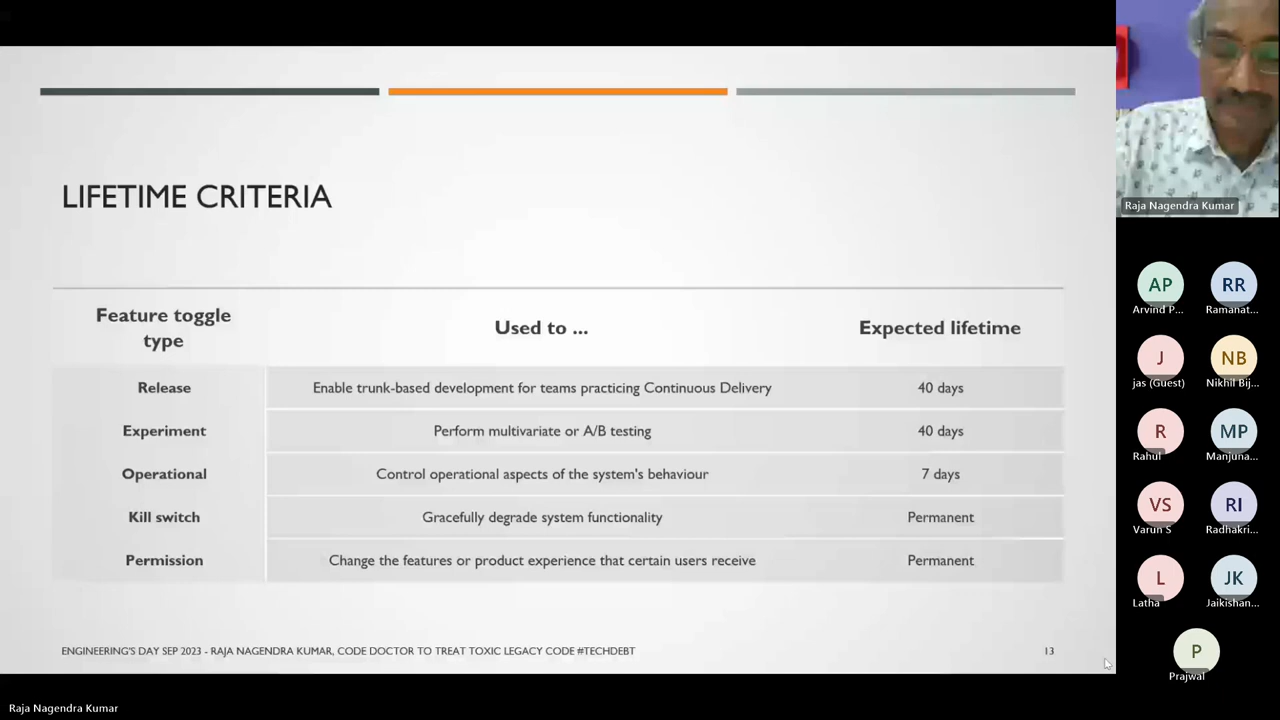 LIFETIME CRITERIA
Feature toggle
type
Used to ...
Expected lifetime
Release
Enable trunk-based development for teams practicing Continuous Delivery
40 days
Experiment
Perform multivariate or A/B testing
40 days
Operational
Control operational aspects of the system's behaviour
7 days
Kill switch
Gracefully degrade system functionality
Permanent
Permission
Change the features or product experience that certain users receive
Permanent
ENGINEERING'S DAY SEP 2023 - RAJA NAGENDRA KUMAR, CODE DOCTOR TO TREAT TOXIC LEGACY CODE #TECHDEBT
13
Raja Nagendra Kumar
AP
Arvind P...
RR
Ramanat...
J
jas (Guest)
NB
Nikhil Bij...
R
Rahul
MP
Manjuna...
VS
Varun S
RI
Radhakri...
L
Latha
JK
Jaikishan...
P
Prajwal
Raja Nagendra Kumar